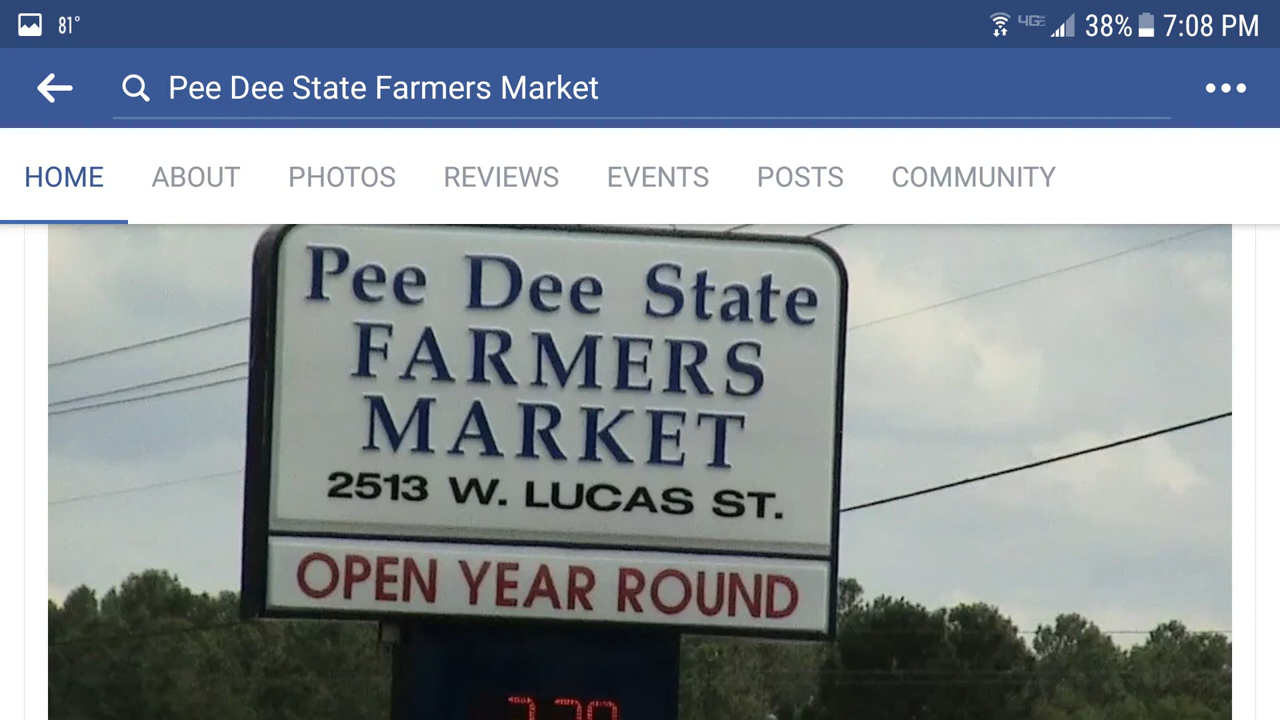 81°
4GE 38% 7:08 PM
Pee Dee State Farmers Market
HOME ABOUT PHOTOS REVIEWS EVENTS POSTS COMMUNITY
Pee Dee State
FARMERS
MARKET
2513 W. LUCAS ST.
OPEN YEAR ROUND